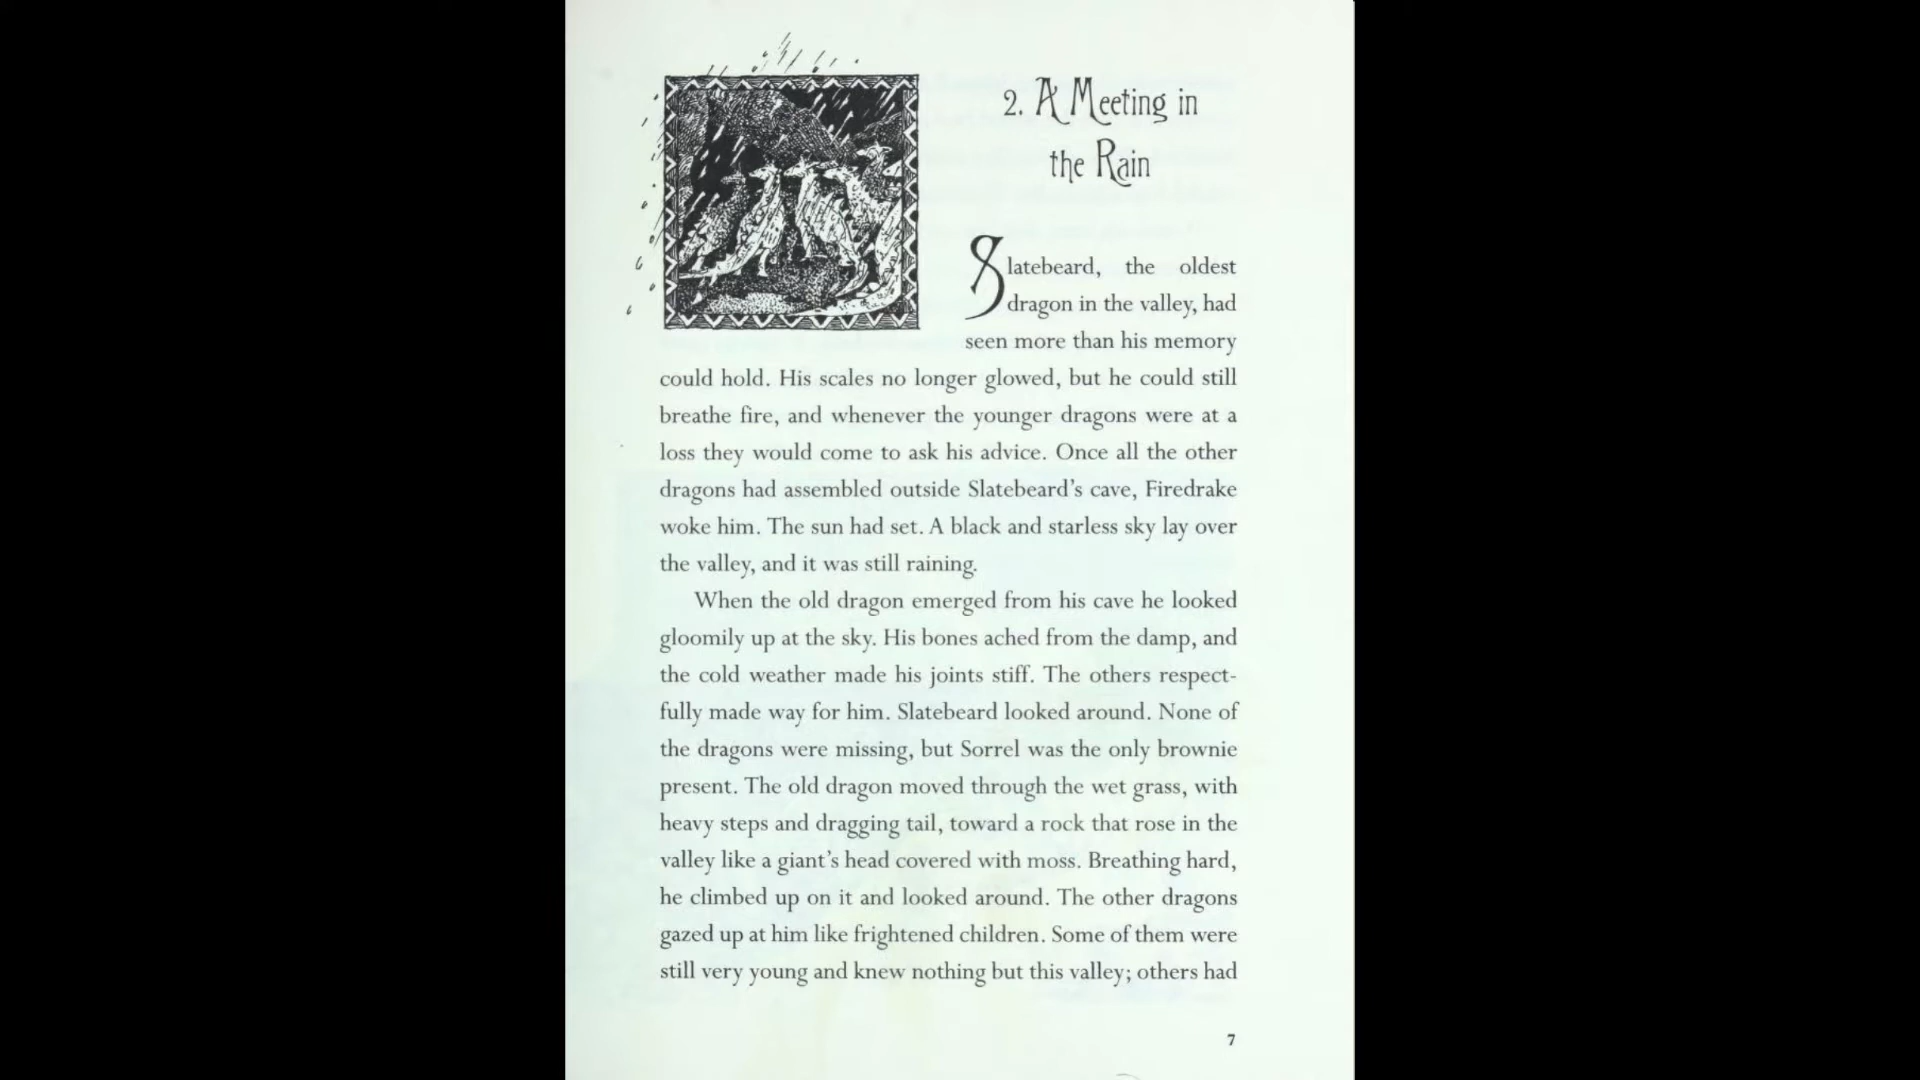 2. A Meeting in
the Rain
Slatebeard, the oldest
dragon in the valley, had
seen more than his memory
could hold. His scales no longer glowed, but he could still
breathe fire, and whenever the younger dragons were at a
loss they would come to ask his advice. Once all the other
dragons had assembled outside Slatebeard’s cave, Firedrake
woke him. The sun had set. A black and starless sky lay over
the valley, and it was still raining.
When the old dragon emerged from his cave he looked
gloomily up at the sky. His bones ached from the damp, and
the cold weather made his joints stiff. The others respect-
fully made way for him. Slatebeard looked around. None of
the dragons were missing, but Sorrel was the only brownie
present. The old dragon moved through the wet grass, with
heavy steps and dragging tail, toward a rock that rose in the
valley like a giant’s head covered with moss. Breathing hard,
he climbed up on it and looked around. The other dragons
gazed up at him like frightened children. Some of them were
still very young and knew nothing but this valley; others had
7